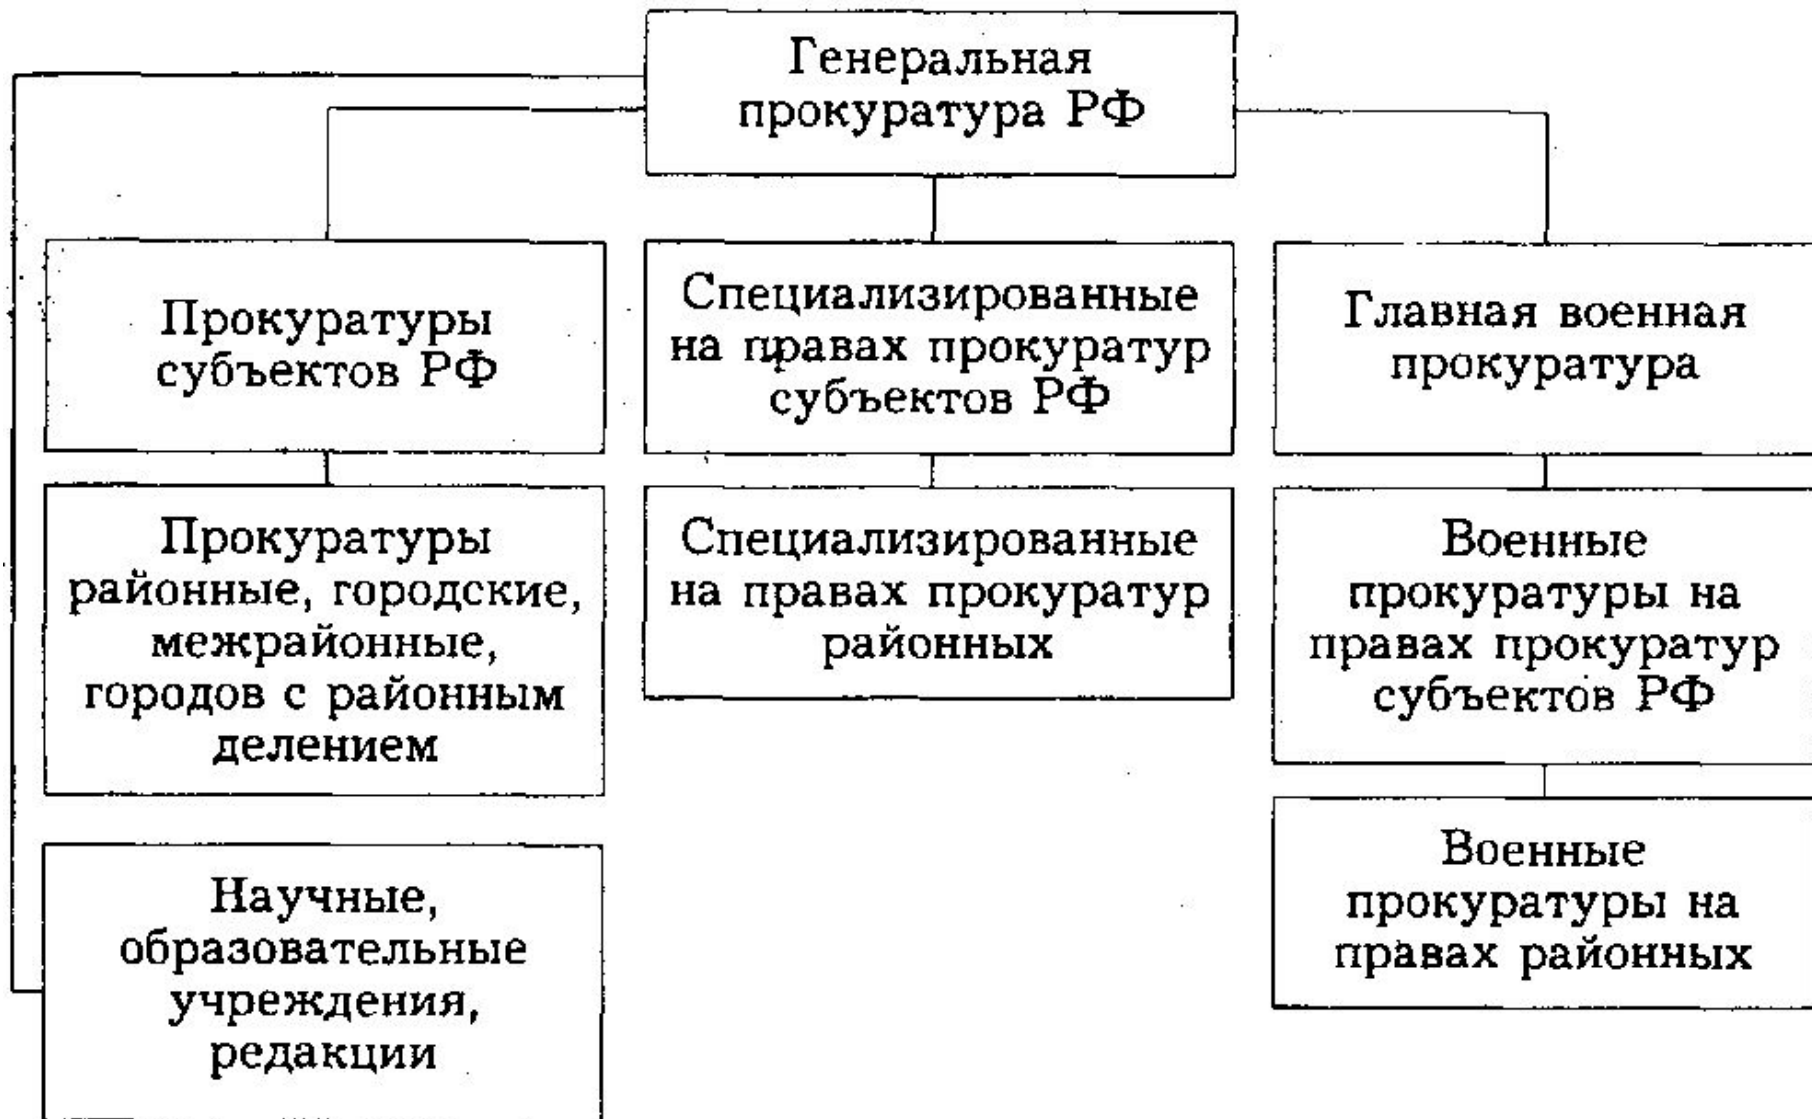 Генеральная
прокуратура РФ
Прокуратуры
субъектов РФ
Специализированные
на правах прокуратур
субъектов РФ
Главная военная
прокуратура
Прокуратуры
районные, городские,
межрайонные,
городов с районным
делением
Специализированные
на правах прокуратур
районных
Военные
прокуратуры на
правах прокуратур
субъектов РФ
Научные,
образовательные
учреждения,
редакции
Военные
прокуратуры на
правах районных